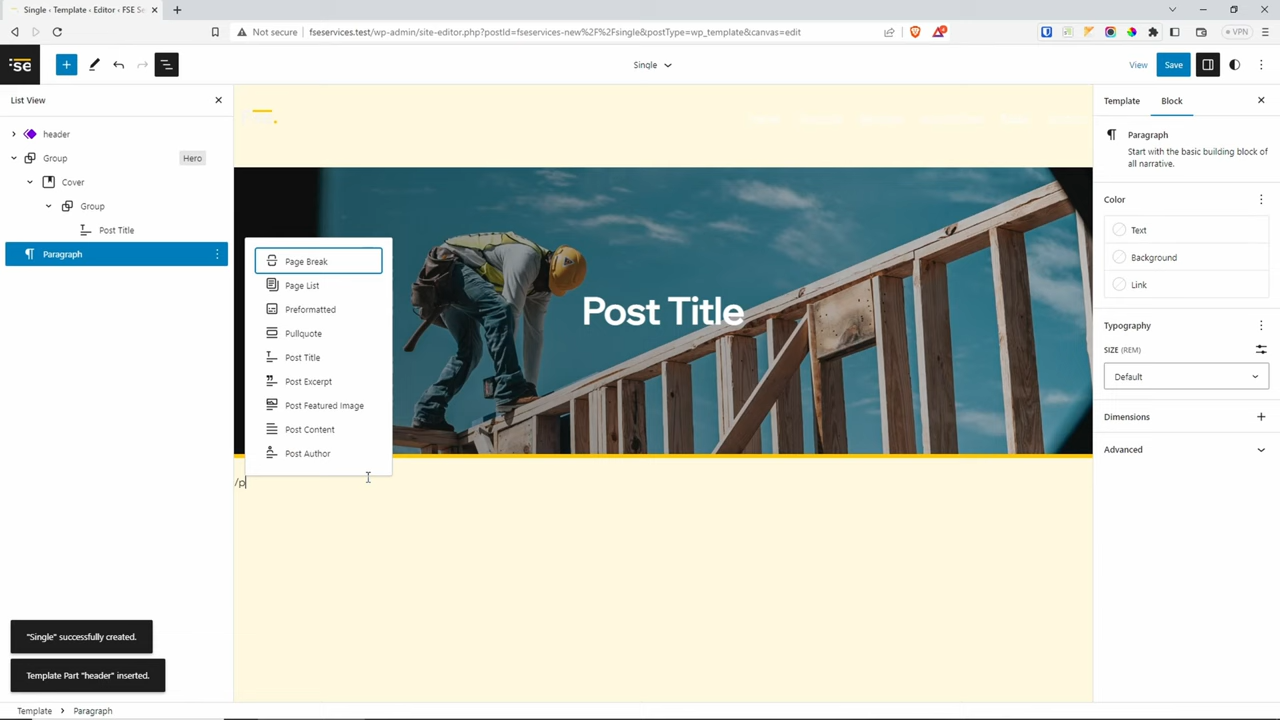 Single ‹ Template ‹ Editor ‹ FSE Se
Not secure
fseservices.test/wp-admin/site-editor.php?postId=fseservices-new%2F%2Fsingle&postType=wp_template&canvas=edit
VPN
:se
Single
View
Save
List View
Template
Block
header
Group
Hero
Cover
Group
Post Title
Paragraph
Page Break
Page List
Preformatted
Pullquote
Post Title
Post Excerpt
Post Featured Image
Post Content
Post Author
/p
Post Title
Paragraph
Start with the basic building block of
all narrative.
Color
Text
Background
Link
Typography
SIZE (REM)
Default
Dimensions
Advanced
"Single" successfully created.
Template Part "header" inserted.
Template > Paragraph